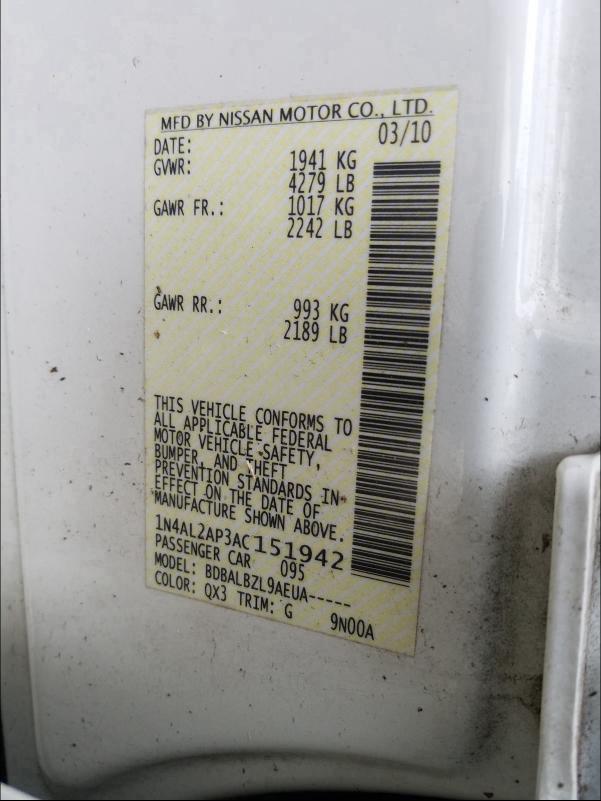 MFD BY NISSAN MOTOR CO., LTD.
DATE: 03/10
GVWR: 1941 KG
4279 LB
GAWR FR.: 1017 KG
2242 LB
GAWR RR.: 993 KG
2189 LB
THIS VEHICLE CONFORMS TO
ALL APPLICABLE FEDERAL
MOTOR VEHICLE SAFETY,
BUMPER, AND THEFT
PREVENTION STANDARDS IN
EFFECT ON THE DATE OF
MANUFACTURE SHOWN ABOVE.
1N4AL2AP3AC151942
PASSENGER CAR 095
MODEL: BDBALBZL9AEUA-----
COLOR: QX3 TRIM: G 9N00A